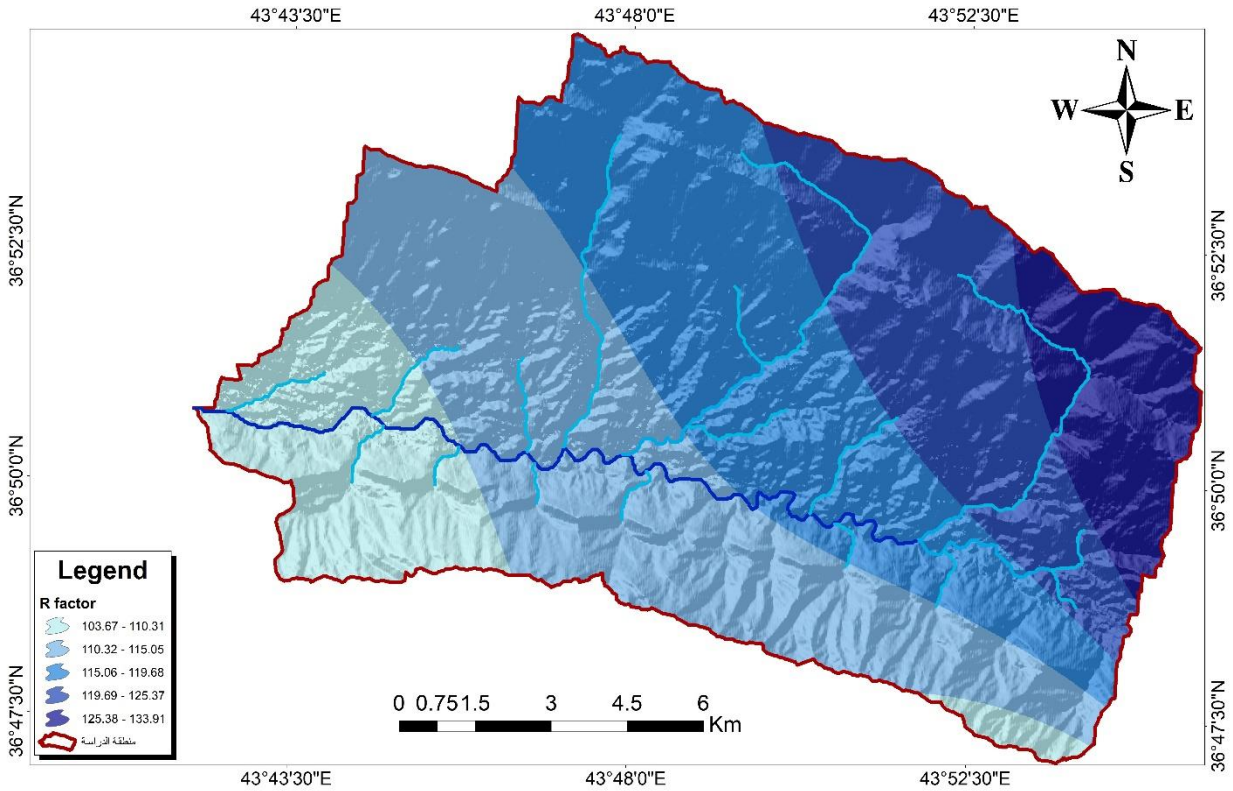 43°43'30"E 43°48'0"E 43°52'30"E
N
W E
S
36°52'30"N 36°52'30"N
36°50'0"N 36°50'0"N
36°47'30"N 36°47'30"N
Legend
R factor
103.67 - 110.31
110.32 - 115.05
115.06 - 119.68
119.69 - 125.37
125.38 - 133.91
منطقة الدراسة
0 0.75 1.5 3 4.5 6
Km
43°43'30"E 43°48'0"E 43°52'30"E